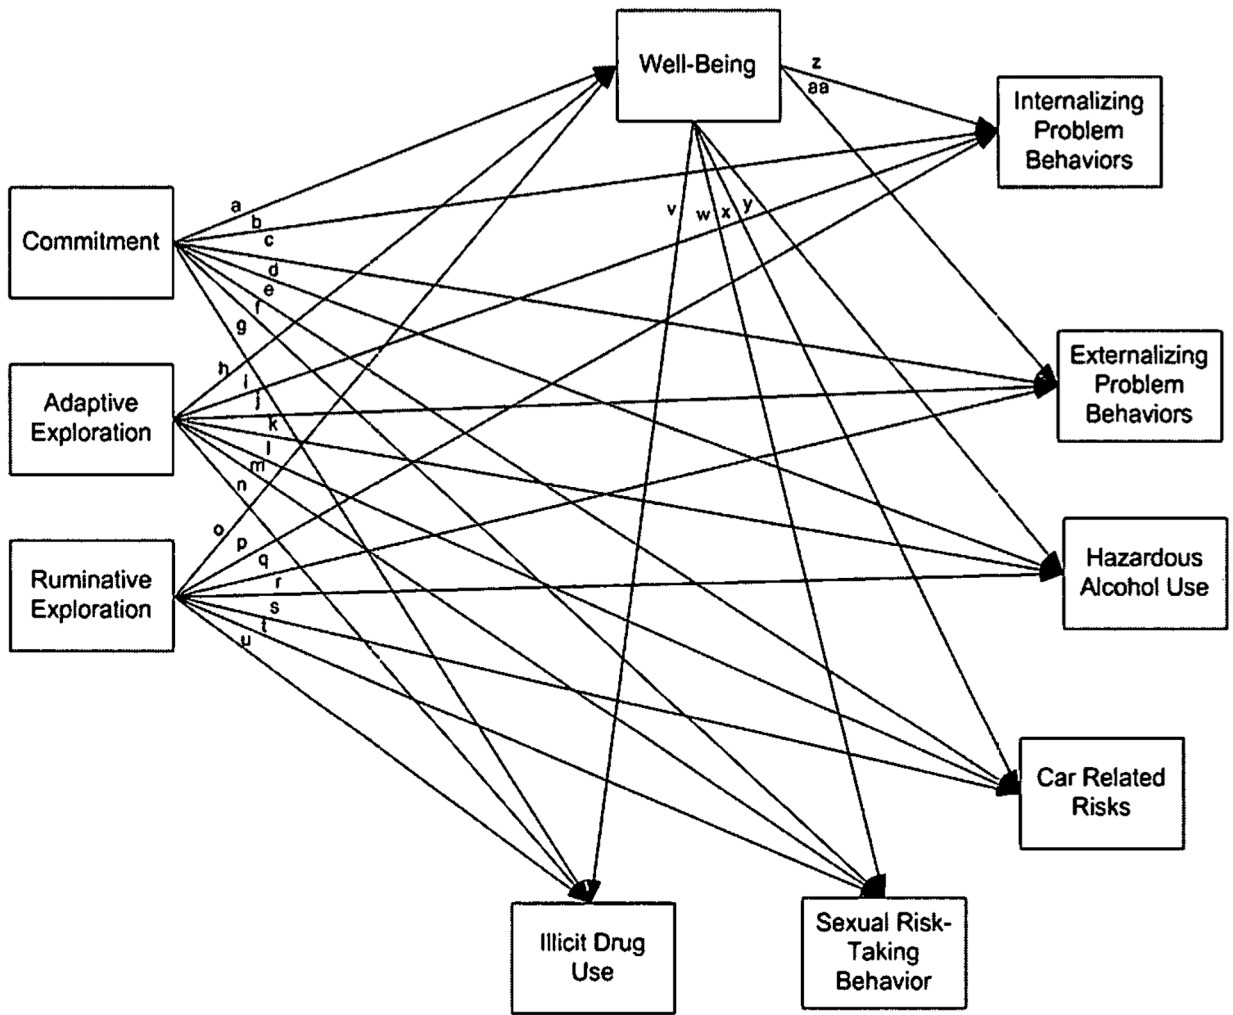 Well-Being
z
aa
Internalizing
Problem
Behaviors
Commitment
a
b
c
d
e
f
g
v
w
x
y
Adaptive
Exploration
h
i
j
k
l
m
n
Externalizing
Problem
Behaviors
Ruminative
Exploration
o
p
q
r
s
t
u
Hazardous
Alcohol Use
Car Related
Risks
Illicit Drug
Use
Sexual Risk-
Taking
Behavior